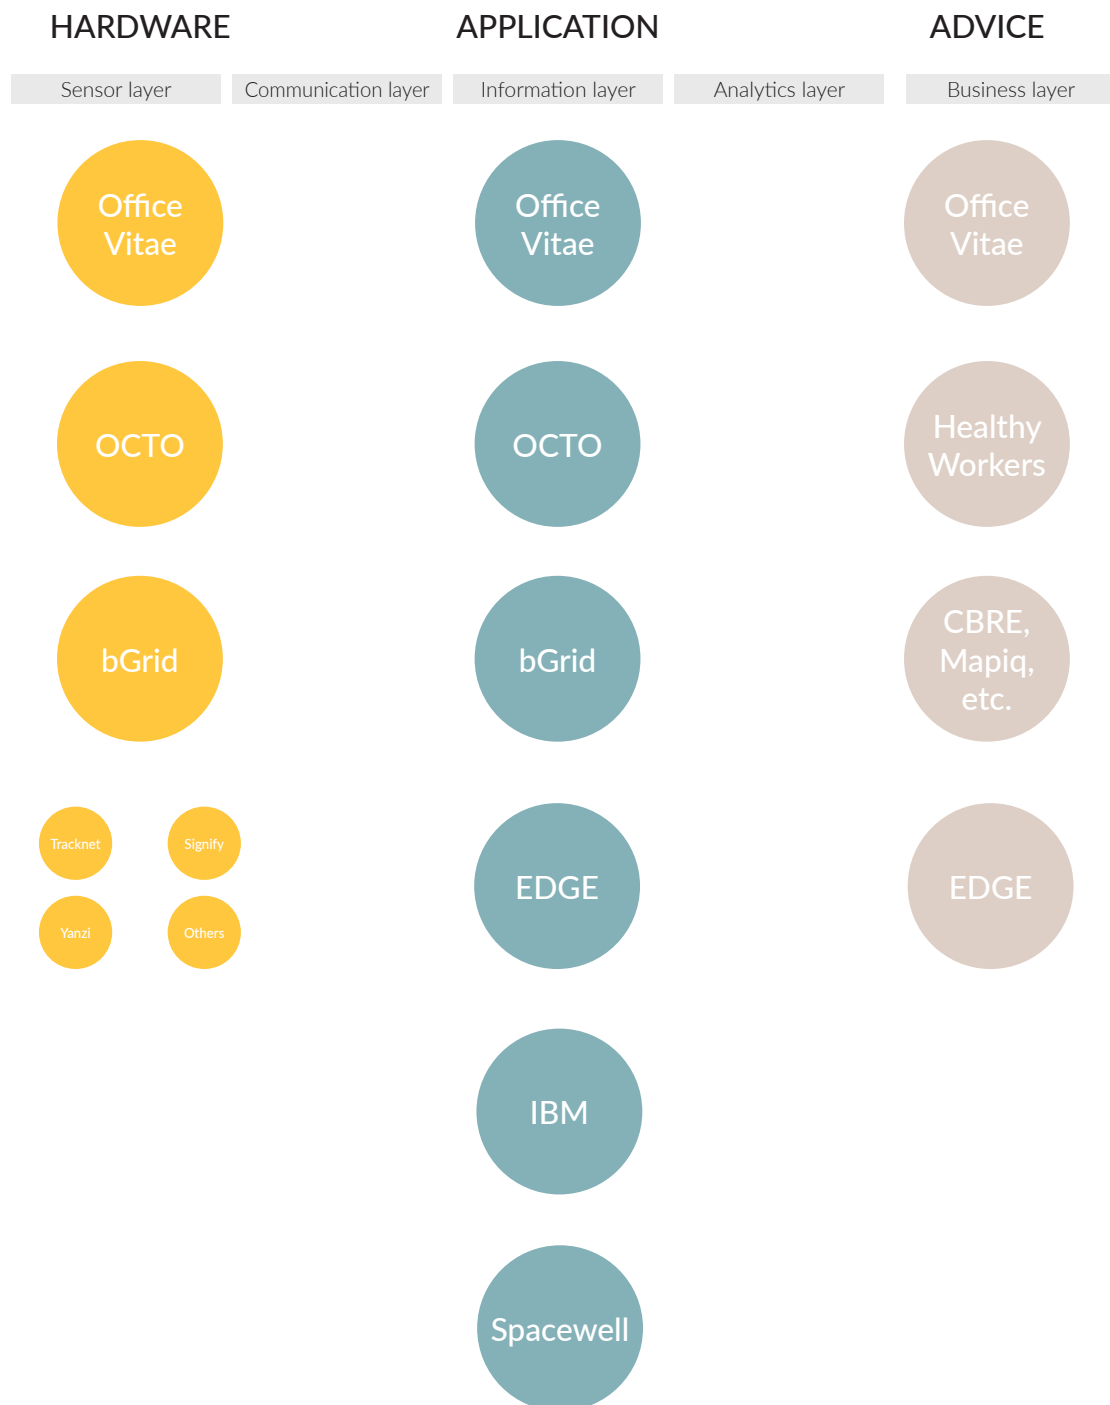 HARDWARE
APPLICATION
ADVICE
Sensor layer
Communication layer
Information layer
Analytics layer
Business layer
Office
Vitae
Office
Vitae
Office
Vitae
OCTO
OCTO
Healthy
Workers
bGrid
bGrid
CBRE,
Mapiq,
etc.
Tracknet
Signify
Yanzi
Others
EDGE
EDGE
IBM
Spacewell